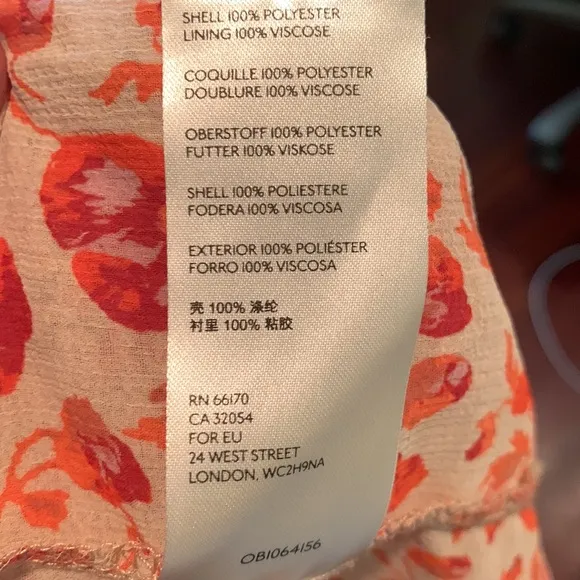 SHELL 100% POLYESTER
LINING 100% VISCOSE
COQUILLE 100% POLYESTER
DOUBLURE 100% VISCOSE
OBERSTOFF 100% POLYESTER
FUTTER 100% VISKOSE
SHELL 100% POLIESTERE
FODERA 100% VISCOSA
EXTERIOR 100% POLIÉSTER
FORRO 100% VISCOSA
壳 100% 涤纶
衬里 100% 粘胶
RN 66170
CA 32054
FOR EU
24 WEST STREET
LONDON, WC2H9NA
OB1064156